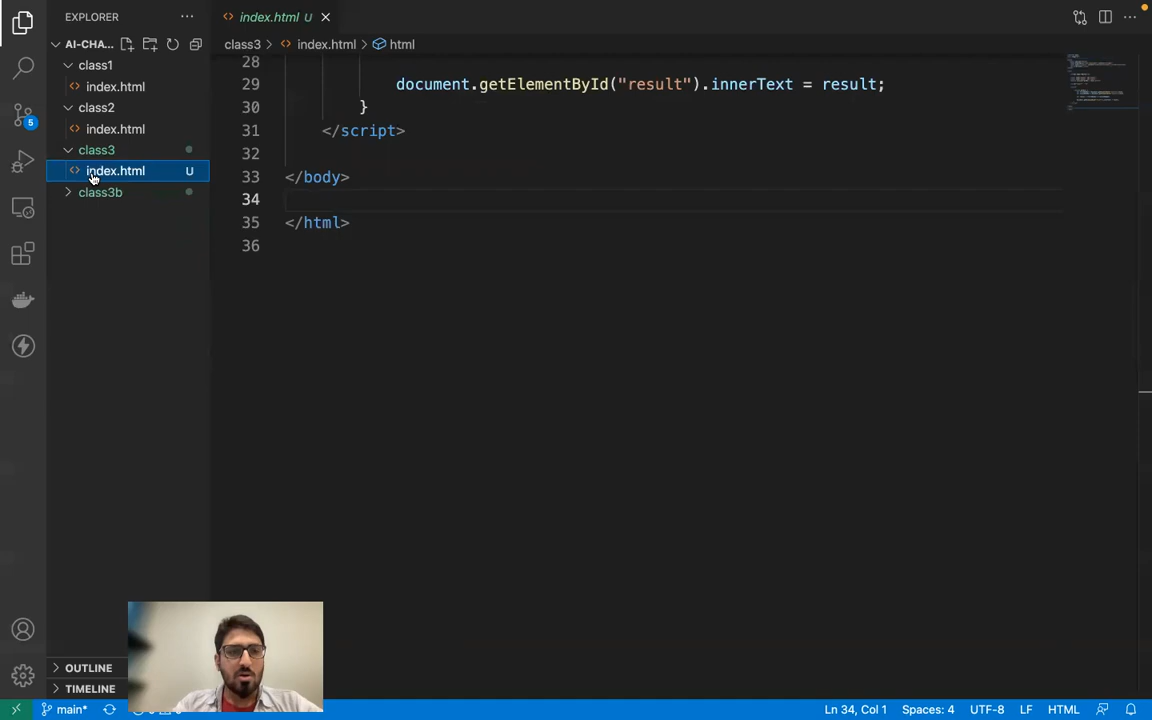 EXPLORER
AI-CHA...
class1
index.html
class2
index.html
class3
index.html U
class3b
OUTLINE
TIMELINE
5
index.html U
class3 > index.html > html
28
29 document.getElementById("result").innerText = result;
30 }
31 </script>
32
33 </body>
34
35 </html>
36
main*
Ln 34, Col 1
Spaces: 4
UTF-8
LF
HTML